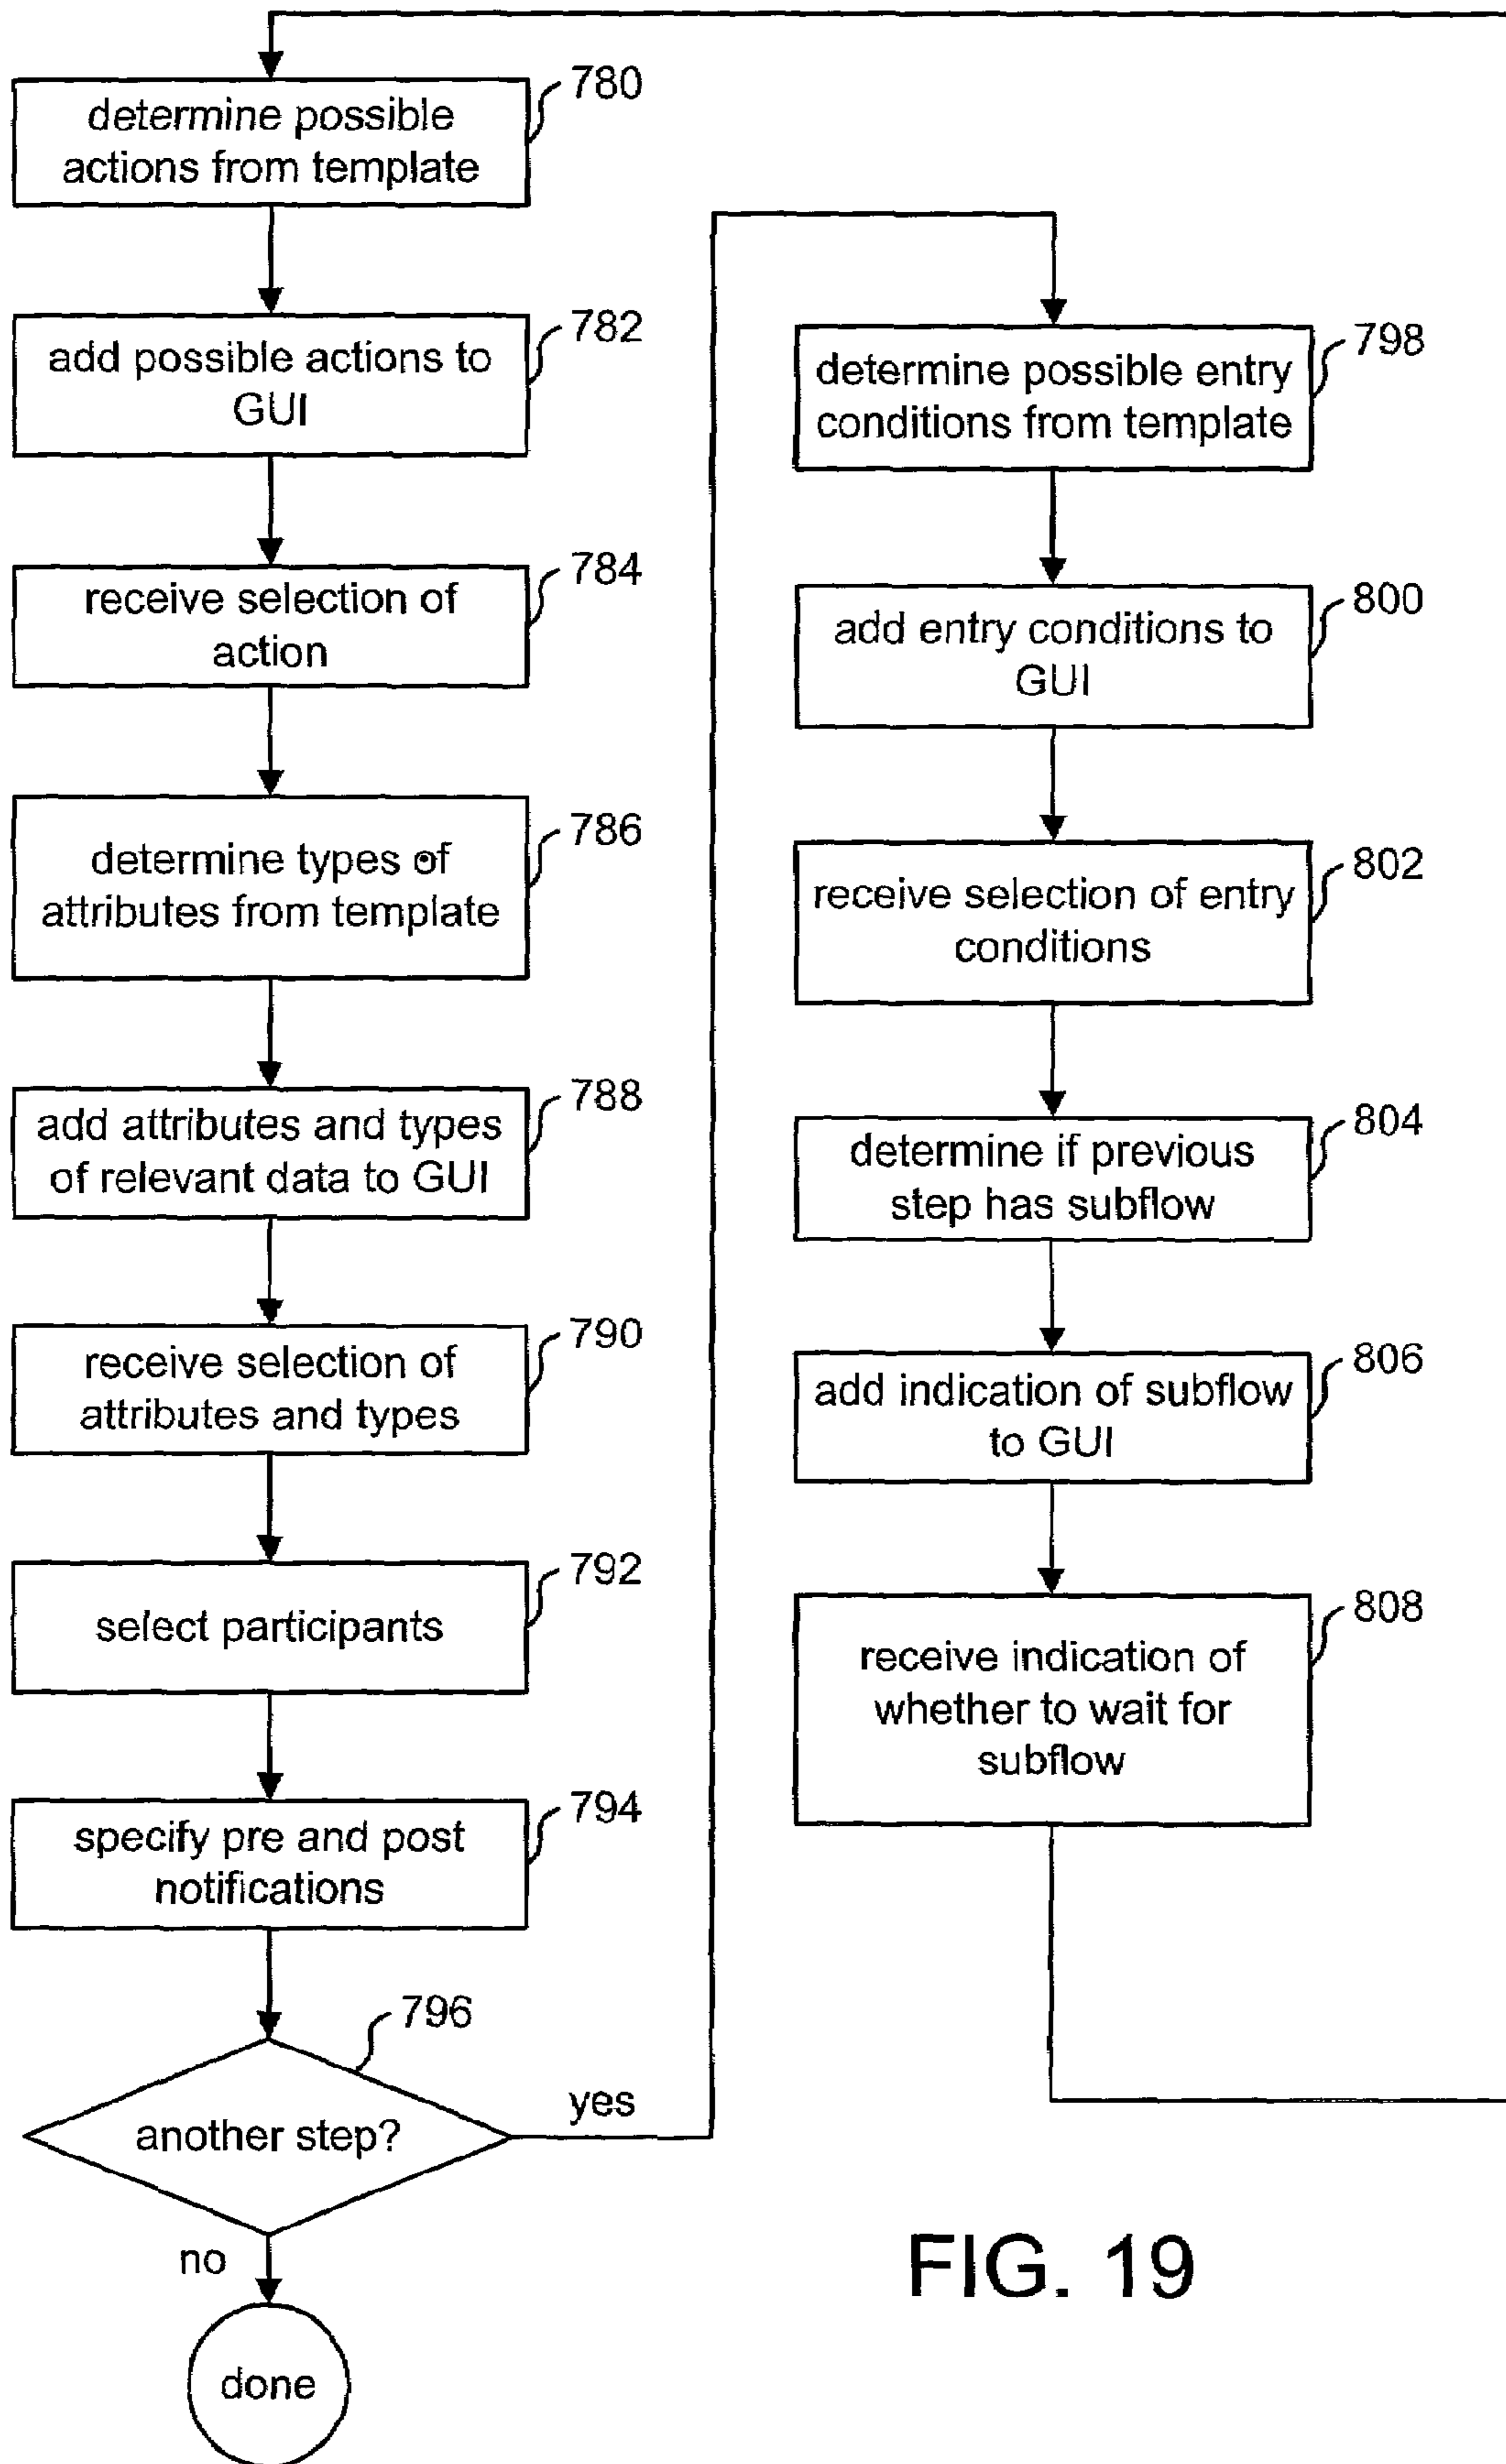 780
determine possible
actions from template
782
add possible actions to
GUI
784
receive selection of
action
786
determine types of
attributes from template
788
add attributes and types
of relevant data to GUI
790
receive selection of
attributes and types
792
select participants
794
specify pre and post
notifications
796
another step?
yes
no
done
798
determine possible entry
conditions from template
800
add entry conditions to
GUI
802
receive selection of entry
conditions
804
determine if previous
step has subflow
806
add indication of subflow
to GUI
808
receive indication of
whether to wait for
subflow
FIG. 19